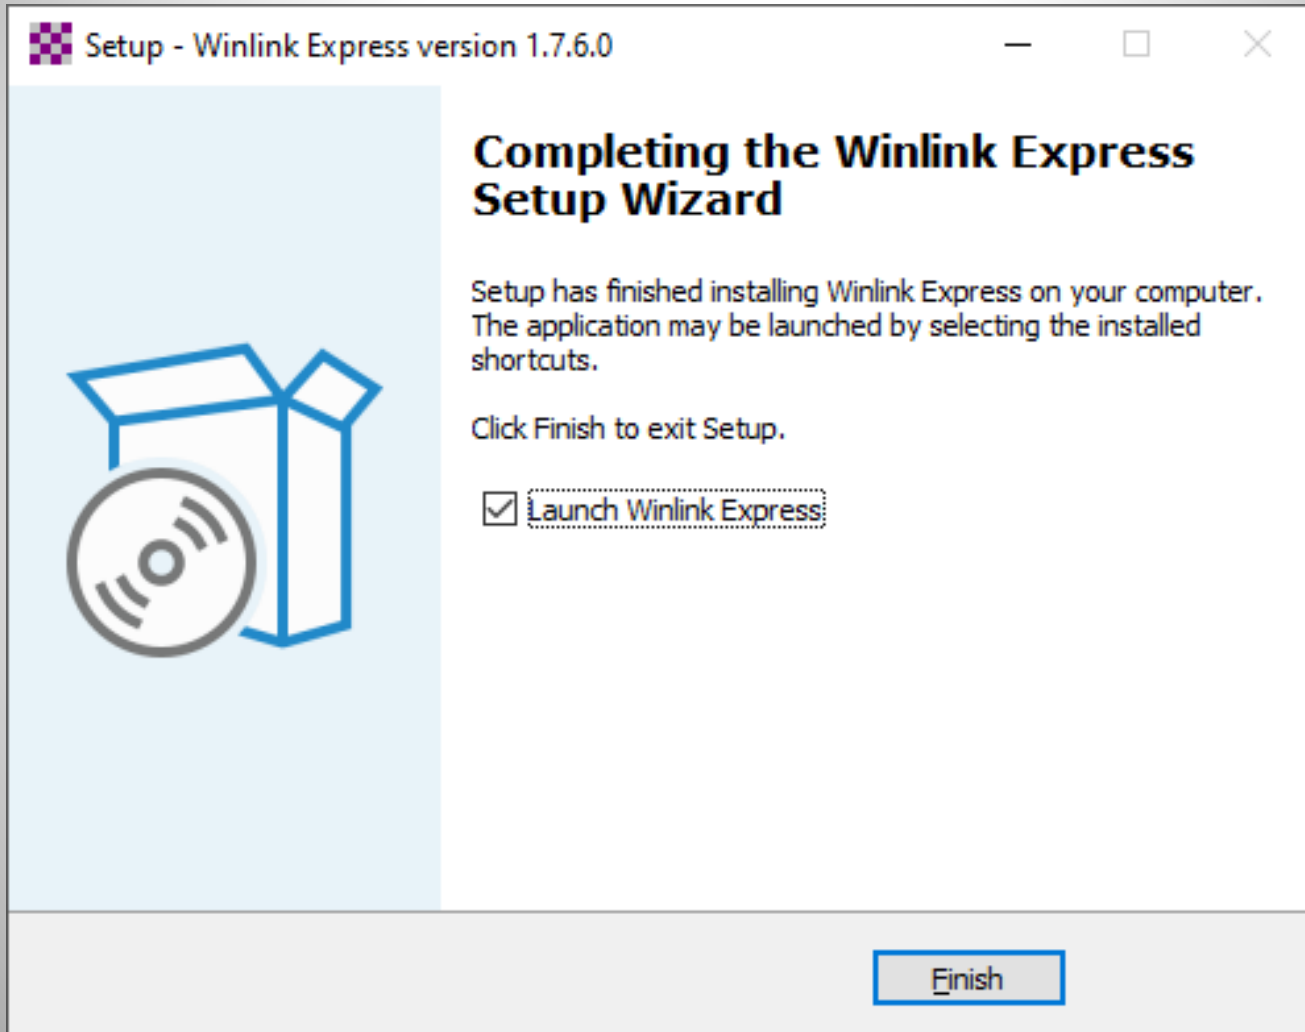 Setup - Winlink Express version 1.7.6.0
Completing the Winlink Express
Setup Wizard
Setup has finished installing Winlink Express on your computer.
The application may be launched by selecting the installed
shortcuts.
Click Finish to exit Setup.
Launch Winlink Express
Finish